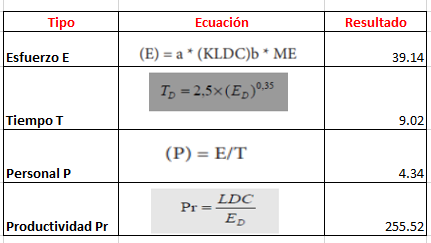 Tipo Ecuación Resultado
Esfuerzo E (E) = a * (KLDC)b * ME 39.14
Tiempo T T_D = 2,5×(E_D)^0,35 9.02
Personal P (P) = E/T 4.34
Productividad Pr Pr = LDC/E_D 255.52